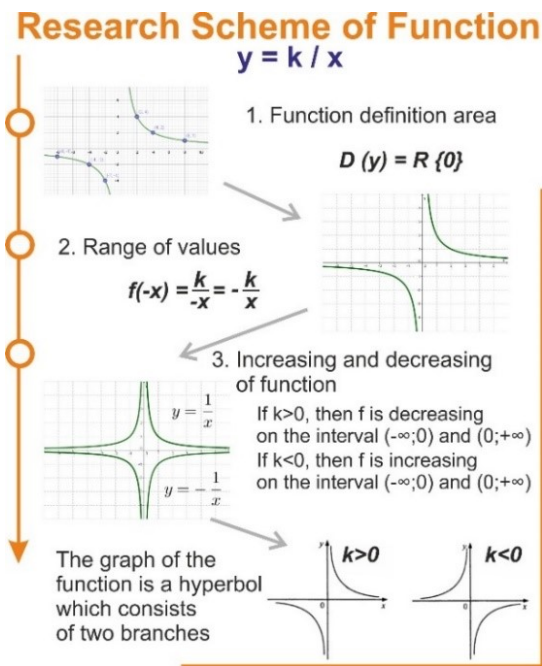 Research Scheme of Function
y = k / x
1. Function definition area
D (y) = R {0}
2. Range of values
f(-x) = k/-x = - k/x
3. Increasing and decreasing
of function
If k>0, then f is decreasing
on the interval (-∞;0) and (0;+∞)
If k<0, then f is increasing
on the interval (-∞;0) and (0;+∞)
y = 1/x
y = - 1/x
The graph of the
function is a hyperbol
which consists
of two branches
k>0
y
0
x
k<0
y
0
x